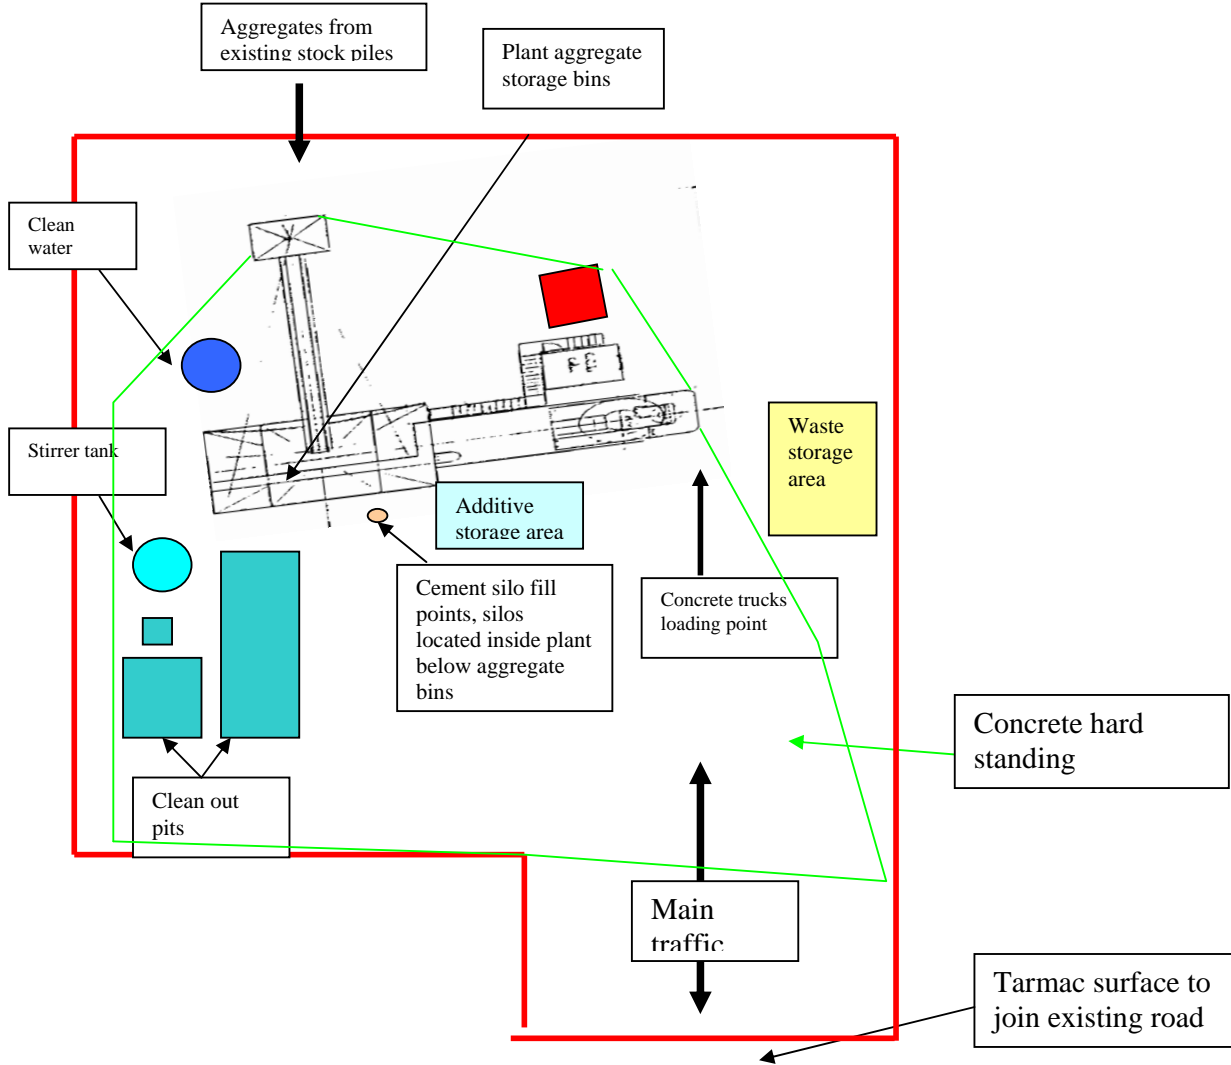 Aggregates from
existing stock piles
Plant aggregate
storage bins
Clean
water
Stirrer tank
Waste
storage
area
Additive
storage area
Cement silo fill
points, silos
located inside plant
below aggregate
bins
Concrete trucks
loading point
Concrete hard
standing
Clean out
pits
Main
traffic
Tarmac surface to
join existing road